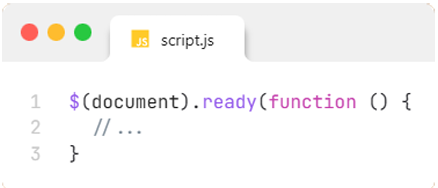 JS script.js
1 $(document).ready(function () {
2 //...
3 }